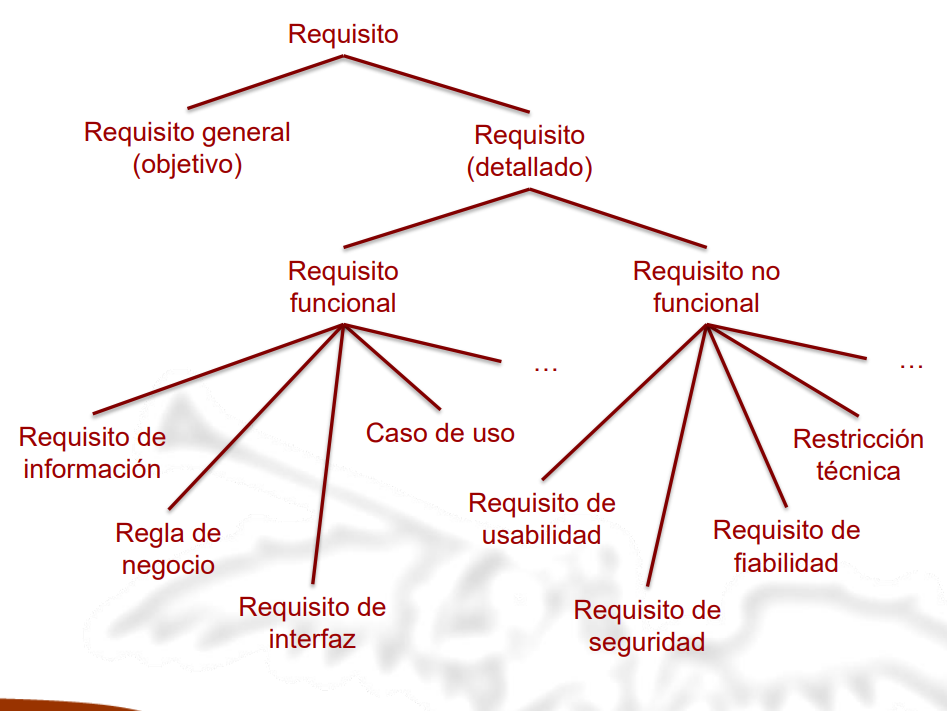 Requisito
Requisito general
(objetivo)
Requisito
(detallado)
Requisito
funcional
Requisito no
funcional
...
...
Requisito de
información
Caso de uso
Restricción
técnica
Regla de
negocio
Requisito de
usabilidad
Requisito de
fiabilidad
Requisito de
interfaz
Requisito de
seguridad